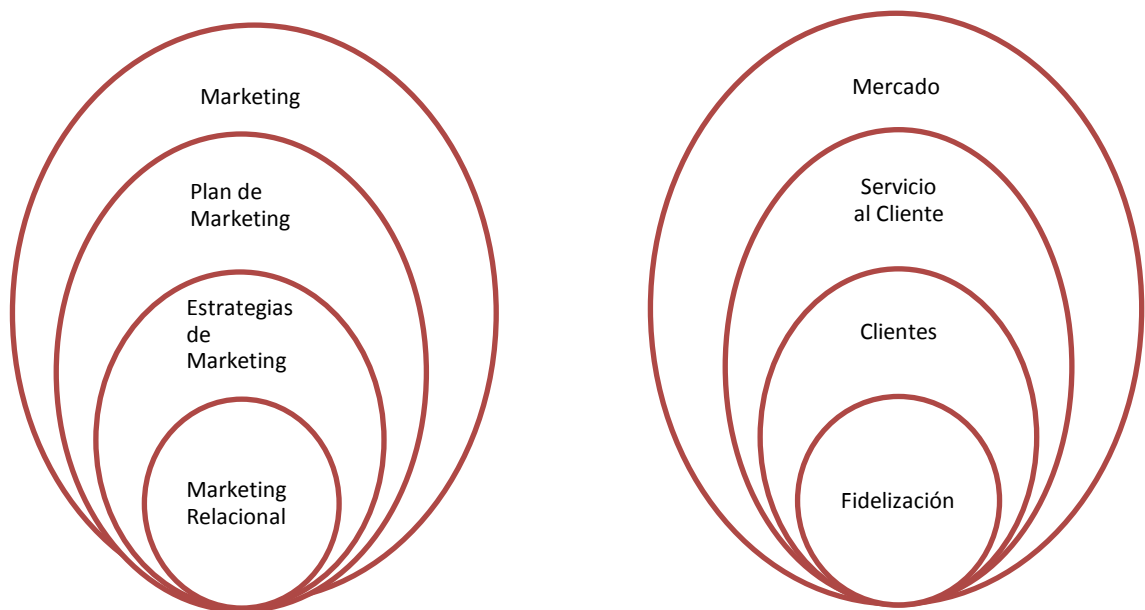 Marketing
Plan de
Marketing
Estrategias
de
Marketing
Marketing
Relacional
Mercado
Servicio
al Cliente
Clientes
Fidelización